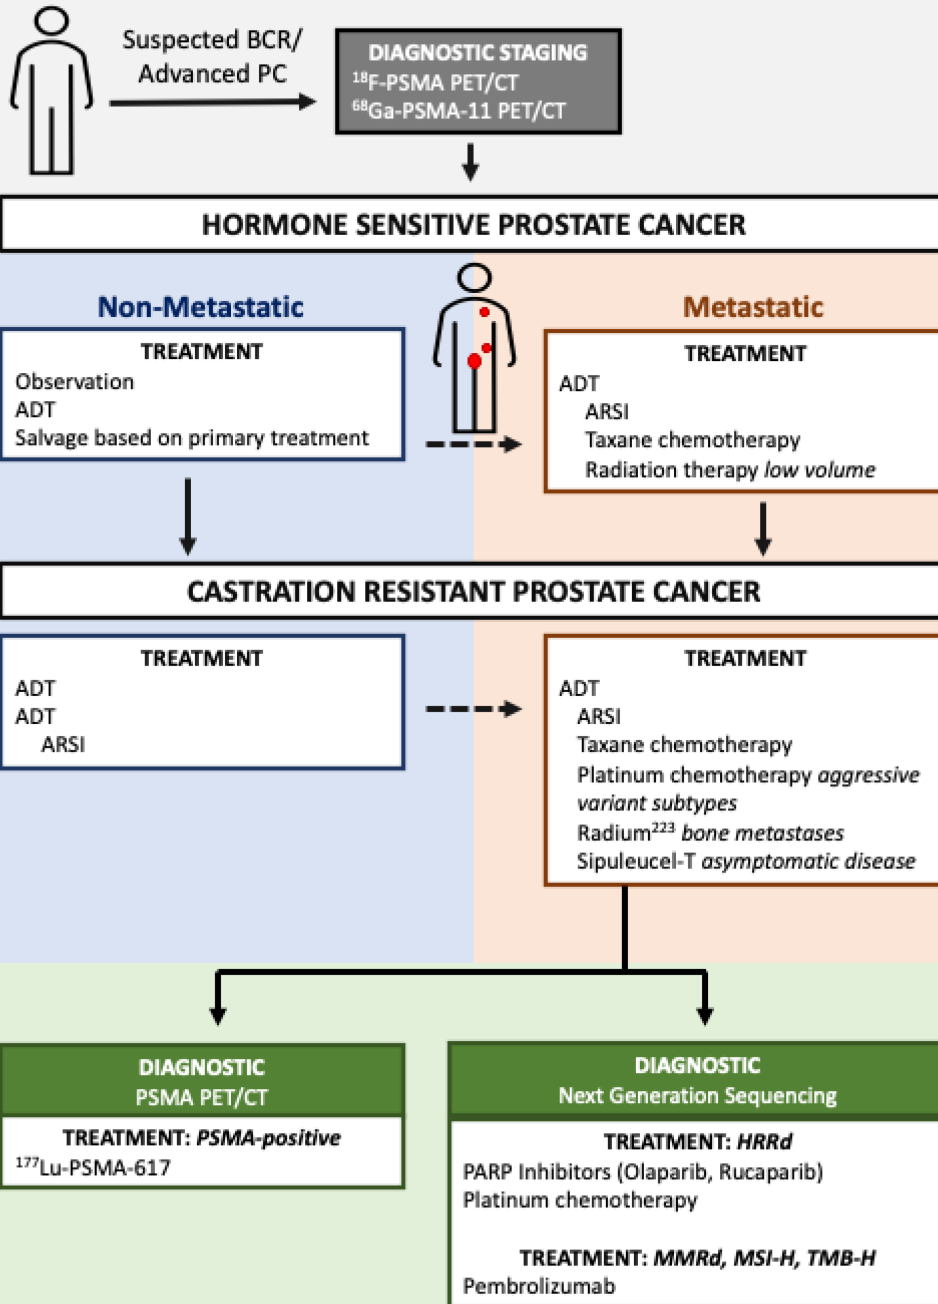 Suspected BCR/
Advanced PC
DIAGNOSTIC STAGING
¹⁸F-PSMA PET/CT
⁶⁸Ga-PSMA-11 PET/CT
HORMONE SENSITIVE PROSTATE CANCER
Non-Metastatic
TREATMENT
Observation
ADT
Salvage based on primary treatment
Metastatic
TREATMENT
ADT
ARSI
Taxane chemotherapy
Radiation therapy low volume
CASTRATION RESISTANT PROSTATE CANCER
TREATMENT
ADT
ADT
ARSI
TREATMENT
ADT
ARSI
Taxane chemotherapy
Platinum chemotherapy aggressive
variant subtypes
Radium²²³ bone metastases
Sipuleucel-T asymptomatic disease
DIAGNOSTIC
PSMA PET/CT
TREATMENT: PSMA-positive
¹⁷⁷Lu-PSMA-617
DIAGNOSTIC
Next Generation Sequencing
TREATMENT: HRRd
PARP Inhibitors (Olaparib, Rucaparib)
Platinum chemotherapy
TREATMENT: MMRd, MSI-H, TMB-H
Pembrolizumab